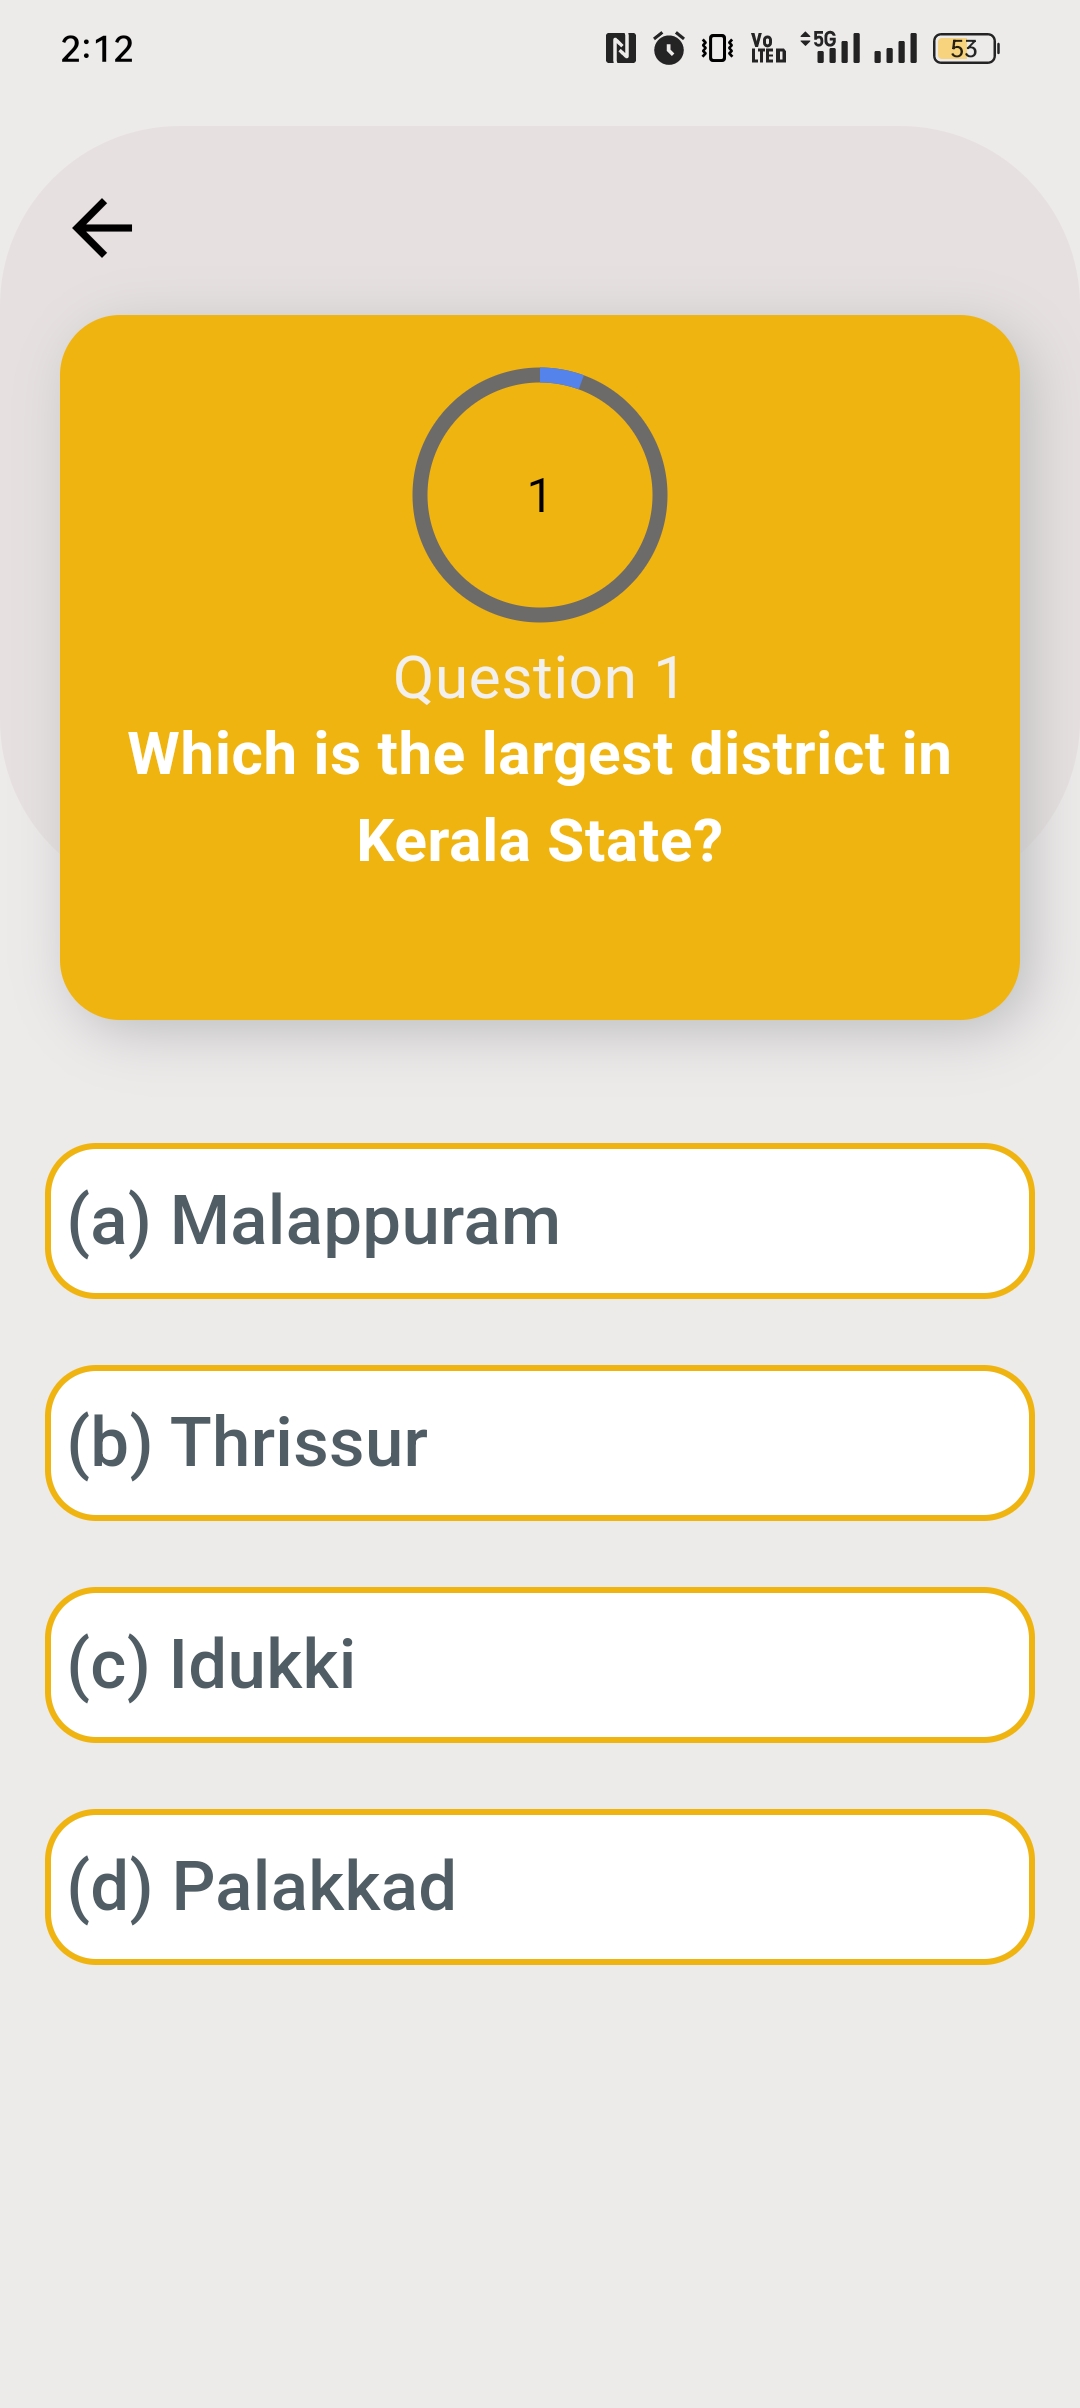 2:12
Vo LTE D 5G 53
1
Question 1
Which is the largest district in
Kerala State?
(a) Malappuram
(b) Thrissur
(c) Idukki
(d) Palakkad